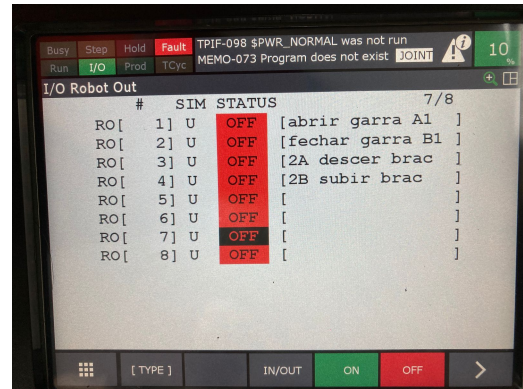 Busy Step Hold Fault TPIF-098 $PWR_NORMAL was not run
Run I/O Prod TCyc MEMO-073 Program does not exist JOINT 10 %
I/O Robot Out
# SIM STATUS 7/8
RO[ 1] U OFF [abrir garra A1 ]
RO[ 2] U OFF [fechar garra B1 ]
RO[ 3] U OFF [2A descer brac ]
RO[ 4] U OFF [2B subir brac ]
RO[ 5] U OFF [ ]
RO[ 6] U OFF [ ]
RO[ 7] U OFF [ ]
RO[ 8] U OFF [ ]
[ TYPE ] IN/OUT ON OFF >